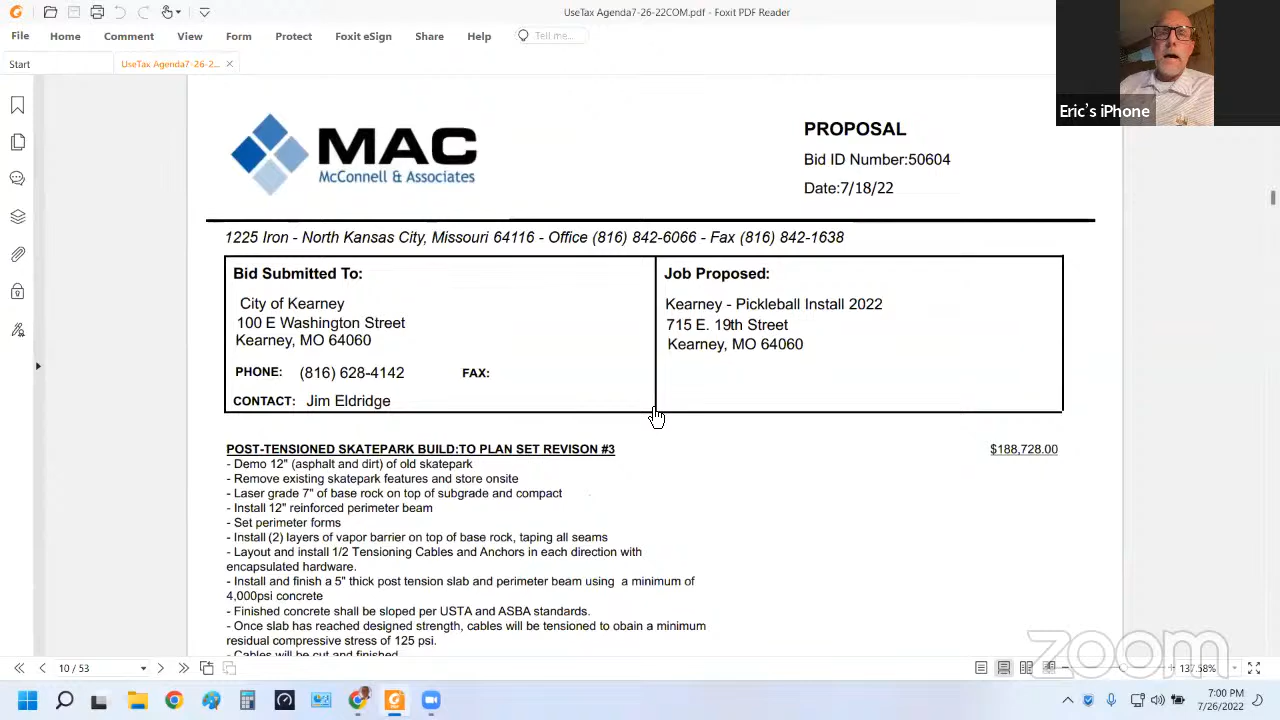 UseTax Agenda7-26-22COM.pdf - Foxit PDF Reader
File Home Comment View Form Protect Foxit eSign Share Help Tell me...
Start UseTax Agenda7-26-2...
Eric's iPhone
MAC
McConnell & Associates
PROPOSAL
Bid ID Number:50604
Date:7/18/22
1225 Iron - North Kansas City, Missouri 64116 - Office (816) 842-6066 - Fax (816) 842-1638
Bid Submitted To:
City of Kearney
100 E Washington Street
Kearney, MO 64060
PHONE: (816) 628-4142 FAX:
CONTACT: Jim Eldridge
Job Proposed:
Kearney - Pickleball Install 2022
715 E. 19th Street
Kearney, MO 64060
POST-TENSIONED SKATEPARK BUILD:TO PLAN SET REVISON #3 $188,728.00
- Demo 12" (asphalt and dirt) of old skatepark
- Remove existing skatepark features and store onsite
- Laser grade 7" of base rock on top of subgrade and compact
- Install 12" reinforced perimeter beam
- Set perimeter forms
- Install (2) layers of vapor barrier on top of base rock, taping all seams
- Layout and install 1/2 Tensioning Cables and Anchors in each direction with
encapsulated hardware.
- Install and finish a 5" thick post tension slab and perimeter beam using a minimum of
4,000psi concrete
- Finished concrete shall be sloped per USTA and ASBA standards.
- Once slab has reached designed strength, cables will be tensioned to obain a minimum
residual compressive stress of 125 psi.
- Cables will be cut and finished
zoom
10 / 53 137.58%
7:00 PM
7/26/2022